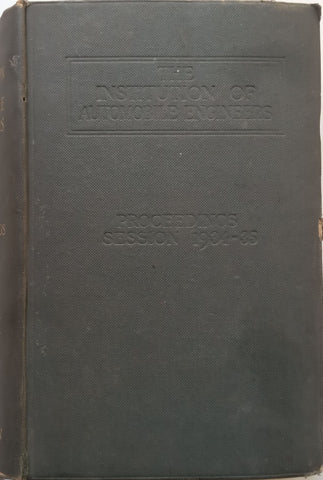 THE
INSTITUTION OF
AUTOMOBILE ENGINEERS
PROCEEDINGS
SESSION 1934-35